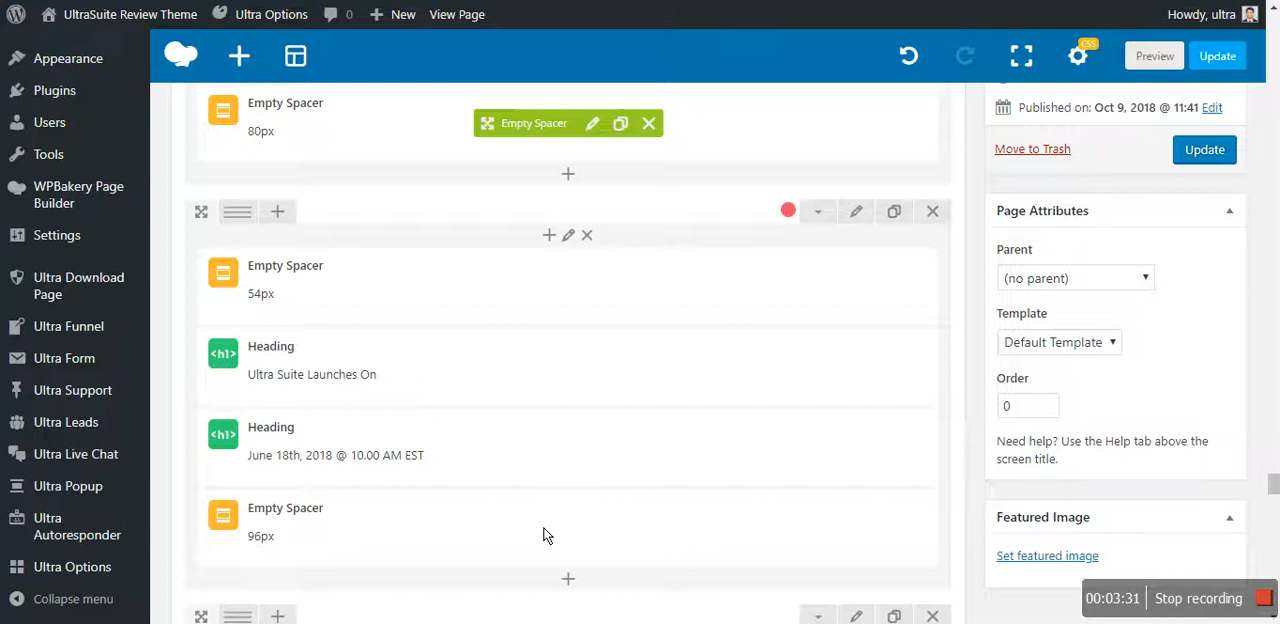 UltraSuite Review Theme Ultra Options 0 New View Page Howdy, ultra
Appearance
Plugins
Users
Tools
WPBakery Page
Builder
Settings
Ultra Download
Page
Ultra Funnel
Ultra Form
Ultra Support
Ultra Leads
Ultra Live Chat
Ultra Popup
Ultra
Autoresponder
Ultra Options
Collapse menu
CSS
Preview Update
Empty Spacer
80px
Empty Spacer
Empty Spacer
54px
<h1> Heading
Ultra Suite Launches On
<h1> Heading
June 18th, 2018 @ 10.00 AM EST
Empty Spacer
96px
Published on: Oct 9, 2018 @ 11:41 Edit
Move to Trash Update
Page Attributes
Parent
(no parent)
Template
Default Template
Order
0
Need help? Use the Help tab above the
screen title.
Featured Image
Set featured image
00:03:31 Stop recording